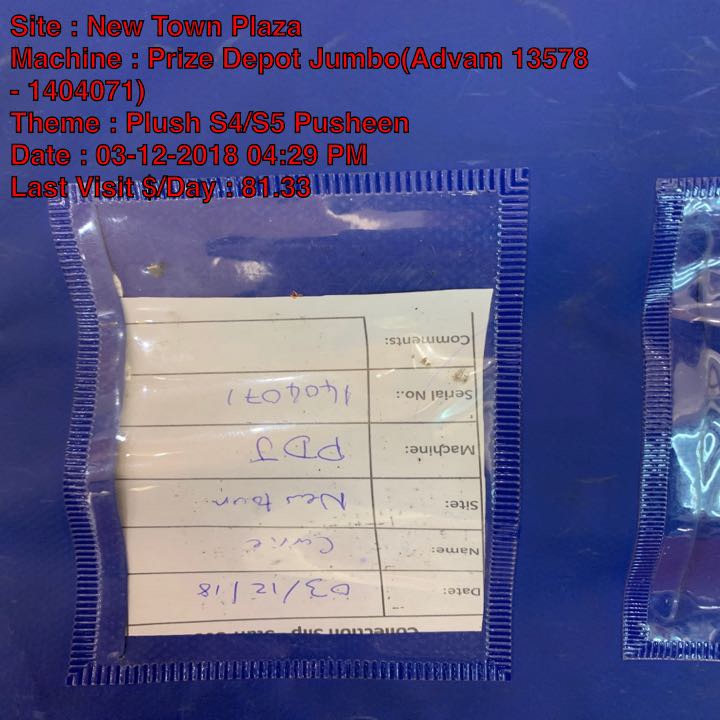 Site : New Town Plaza
Machine : Prize Depot Jumbo(Advam 13578
- 1404071)
Theme : Plush S4/S5 Pusheen
Date : 03-12-2018 04:29 PM
Last Visit $/Day : 81.33
Collection Slip
Date: 03/12/18
Name:
Site: New town
Machine: PDJ
Serial No.: 1404071
Comments: